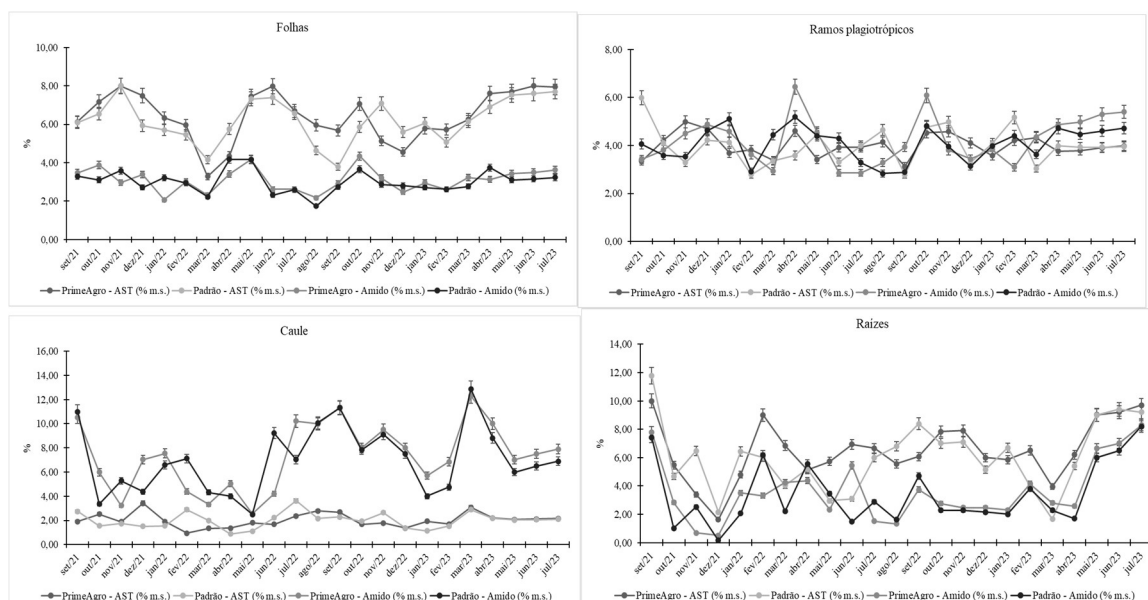 Folhas
10,00
8,00
6,00
4,00
2,00
0,00
%
set/21 out/21 nov/21 dez/21 jan/22 fev/22 mar/22 abr/22 mai/22 jun/22 jul/22 ago/22 set/22 out/22 nov/22 dez/22 jan/23 fev/23 mar/23 abr/23 mai/23 jun/23 jul/23
PrimeAgro - AST (% m.s.) Padrão - AST (% m.s.) PrimeAgro - Amido (% m.s.) Padrão - Amido (% m.s.)
Ramos plagiotrópicos
8,00
6,00
4,00
2,00
0,00
%
set/21 out/21 nov/21 dez/21 jan/22 fev/22 mar/22 abr/22 mai/22 jun/22 jul/22 ago/22 set/22 out/22 nov/22 dez/22 jan/23 fev/23 mar/23 abr/23 mai/23 jun/23 jul/23
PrimeAgro - AST (% m.s.) Padrão - AST (% m.s.) PrimeAgro - Amido (% m.s.) Padrão - Amido (% m.s.)
Caule
16,00
14,00
12,00
10,00
8,00
6,00
4,00
2,00
0,00
%
set/21 out/21 nov/21 dez/21 jan/22 fev/22 mar/22 abr/22 mai/22 jun/22 jul/22 ago/22 set/22 out/22 nov/22 dez/22 jan/23 fev/23 mar/23 abr/23 mai/23 jun/23 jul/23
PrimeAgro - AST (% m.s.) Padrão - AST (% m.s.) PrimeAgro - Amido (% m.s.) Padrão - Amido (% m.s.)
Raízes
14,00
12,00
10,00
8,00
6,00
4,00
2,00
0,00
%
set/21 out/21 nov/21 dez/21 jan/22 fev/22 mar/22 abr/22 mai/22 jun/22 jul/22 ago/22 set/22 out/22 nov/22 dez/22 jan/23 fev/23 mar/23 abr/23 mai/23 jun/23 jul/23
PrimeAgro - AST (% m.s.) Padrão - AST (% m.s.) PrimeAgro - Amido (% m.s.) Padrão - Amido (% m.s.)